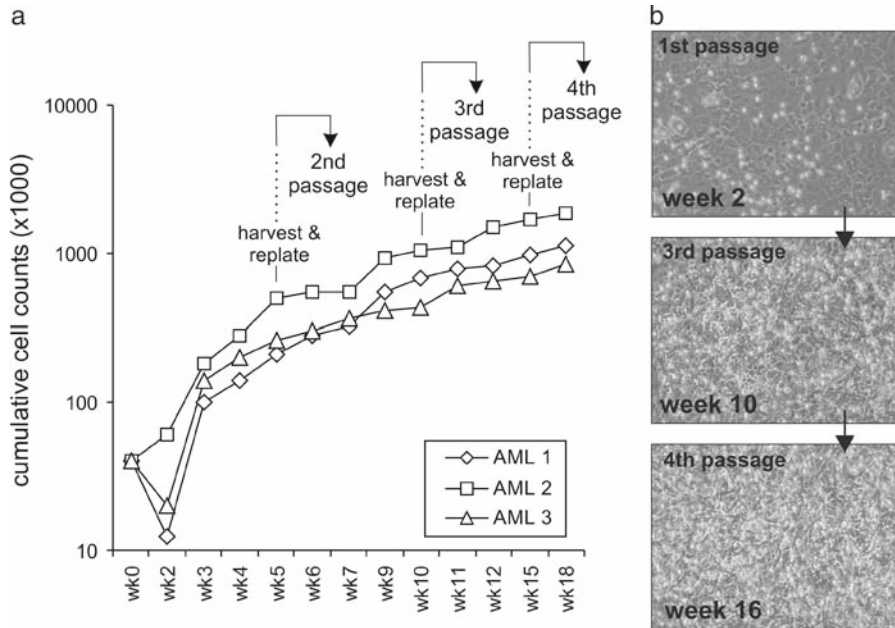 a
cumulative cell counts (x1000)
10000
1000
100
10
harvest &
replate
2nd
passage
harvest &
replate
3rd
passage
harvest &
replate
4th
passage
AML 1
AML 2
AML 3
wk0
wk2
wk3
wk4
wk5
wk6
wk7
wk9
wk10
wk11
wk12
wk15
wk18
b
1st passage
week 2
3rd passage
week 10
4th passage
week 16